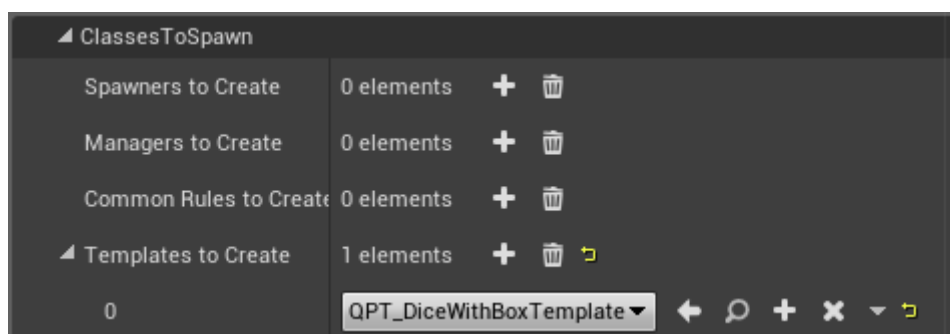 ClassesToSpawn
Spawners to Create 0 elements
Managers to Create 0 elements
Common Rules to Create 0 elements
Templates to Create 1 elements
0 QPT_DiceWithBoxTemplate